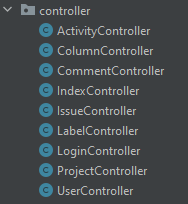 controller
ActivityController
ColumnController
CommentController
IndexController
IssueController
LabelController
LoginController
ProjectController
UserController